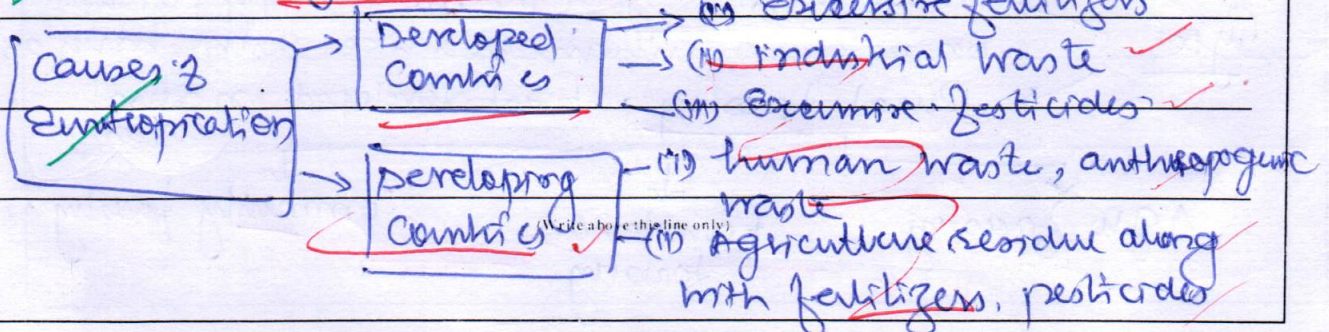 (i) Excessive fertilizers
Causes of
Euntropication
Developed
Countries
(ii) industrial waste
(iii) Excessive pesticides
Developing
Countries
(i) human waste, anthropogenic
waste
(Write above this line only)
(ii) Agriculture residue along
with fertilizers, pesticides